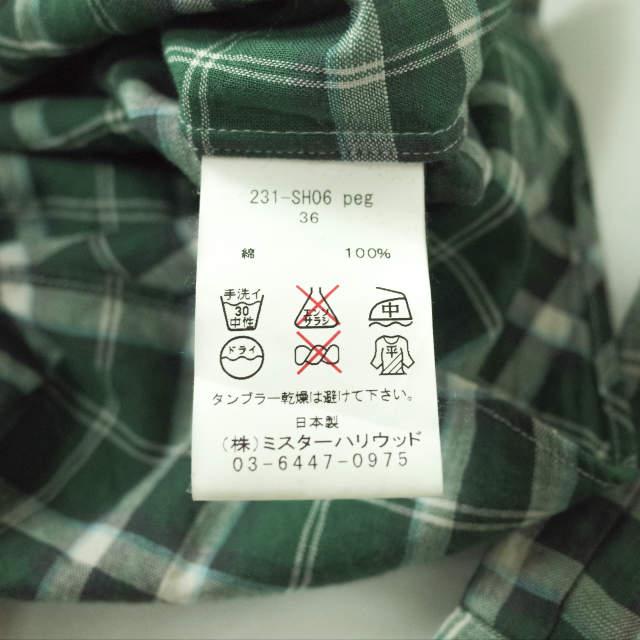 231-SH06 peg
36
綿 100%
手洗イ
30
中性
エンソ
サラシ
中
ドライ
平
タンブラー乾燥は避けて下さい。
日本製
(株)ミスターハリウッド
03-6447-0975